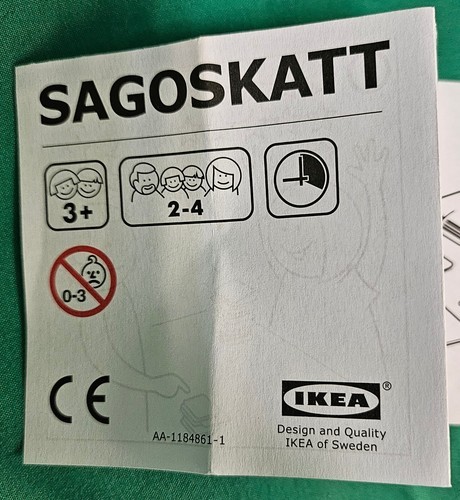 SAGOSKATT
3+
2-4
0-3
CE
AA-1184861-1
IKEA®
Design and Quality
IKEA of Sweden